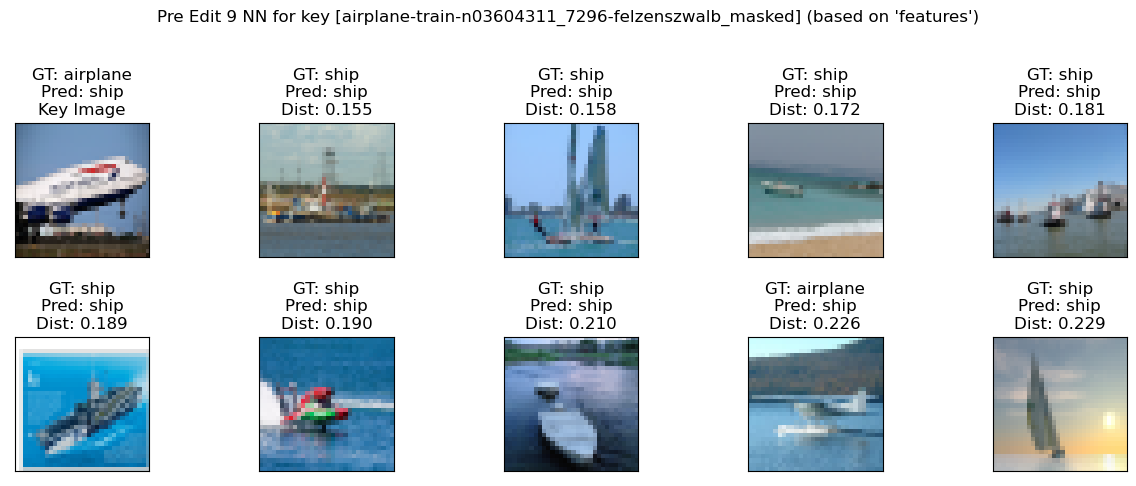 Pre Edit 9 NN for key [airplane-train-n03604311_7296-felzenszwalb_masked] (based on 'features')
GT: airplane
Pred: ship
Key Image
GT: ship
Pred: ship
Dist: 0.155
GT: ship
Pred: ship
Dist: 0.158
GT: ship
Pred: ship
Dist: 0.172
GT: ship
Pred: ship
Dist: 0.181
GT: ship
Pred: ship
Dist: 0.189
GT: ship
Pred: ship
Dist: 0.190
GT: ship
Pred: ship
Dist: 0.210
GT: airplane
Pred: ship
Dist: 0.226
GT: ship
Pred: ship
Dist: 0.229